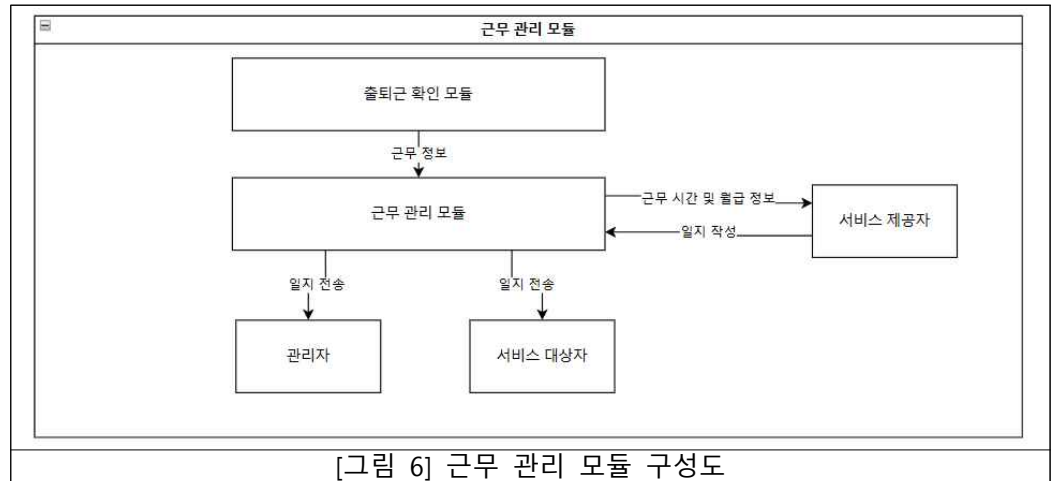 근무 관리 모듈
출퇴근 확인 모듈
근무 정보
근무 관리 모듈
근무 시간 및 월급 정보
서비스 제공자
일지 작성
일지 전송
일지 전송
관리자
서비스 대상자
[그림 6] 근무 관리 모듈 구성도